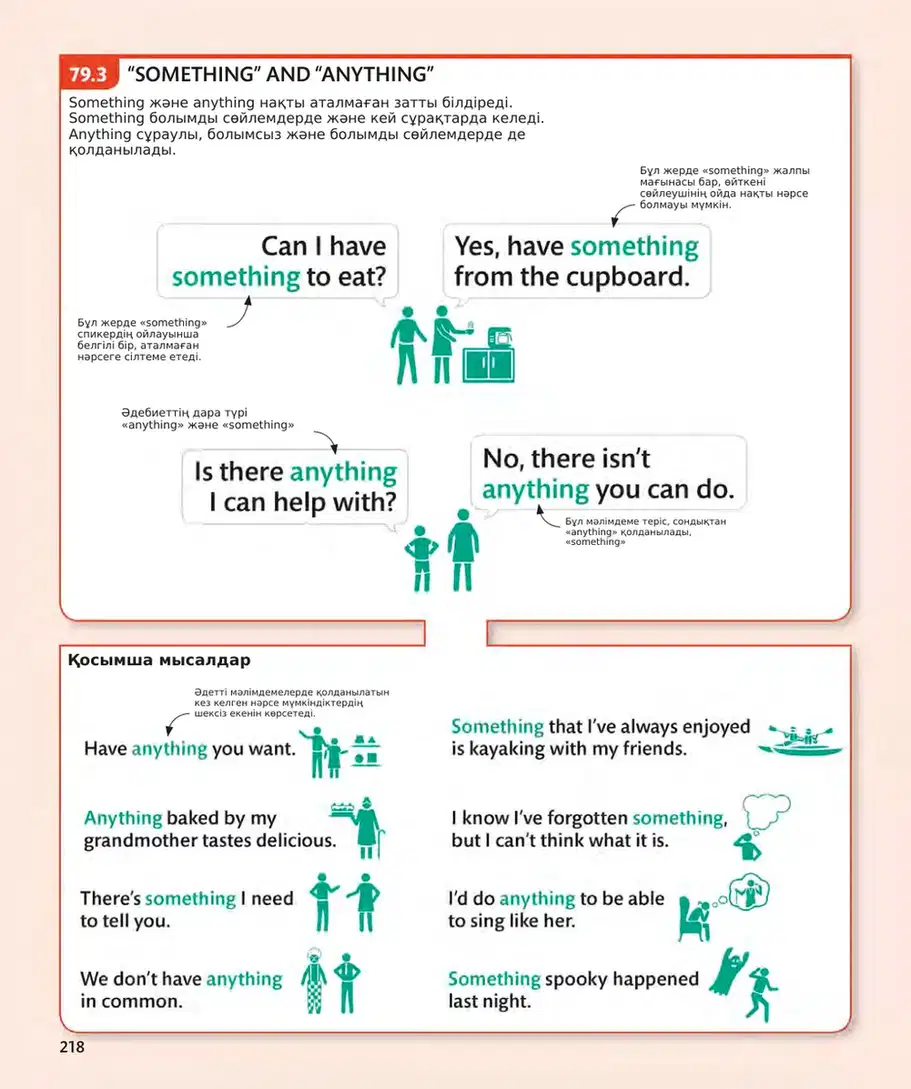 79.3 "SOMETHING" AND "ANYTHING"
Something және anything нақты аталмаған затты білдіреді.
Something болымды сөйлемдерде және кей сұрақтарда келеді.
Anything сұраулы, болымсыз және болымды сөйлемдерде де
қолданылады.
Бұл жерде «something» жалпы
мағынасы бар, өйткені
сөйлеушінің ойда нақты нәрсе
болмауы мүмкін.
Can I have
something to eat?
Yes, have something
from the cupboard.
Бұл жерде «something»
спикердің ойлауынша
белгілі бір, аталмаған
нәрсеге сілтеме етеді.
Әдебиеттің дара түрі
«anything» және «something»
Is there anything
I can help with?
No, there isn't
anything you can do.
Бұл мәлімдеме теріс, сондықтан
«anything» қолданылады,
«something»
Қосымша мысалдар
Әдетті мәлімдемелерде қолданылатын
кез келген нәрсе мүмкіндіктердің
шексіз екенін көрсетеді.
Have anything you want.
Anything baked by my
grandmother tastes delicious.
There's something I need
to tell you.
We don't have anything
in common.
Something that I've always enjoyed
is kayaking with my friends.
I know I've forgotten something,
but I can't think what it is.
I'd do anything to be able
to sing like her.
Something spooky happened
last night.
218